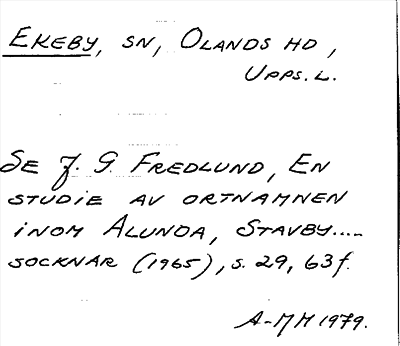 EKEBY, SN, OLANDS HD,
UPPS. L.
SE J. G. FREDLUND, EN
STUDIE AV ORTNAMNEN
INOM ALUNDA, STAVBY.....
SOCKNAR (1965), S. 29, 63f.
A-MH 1979.